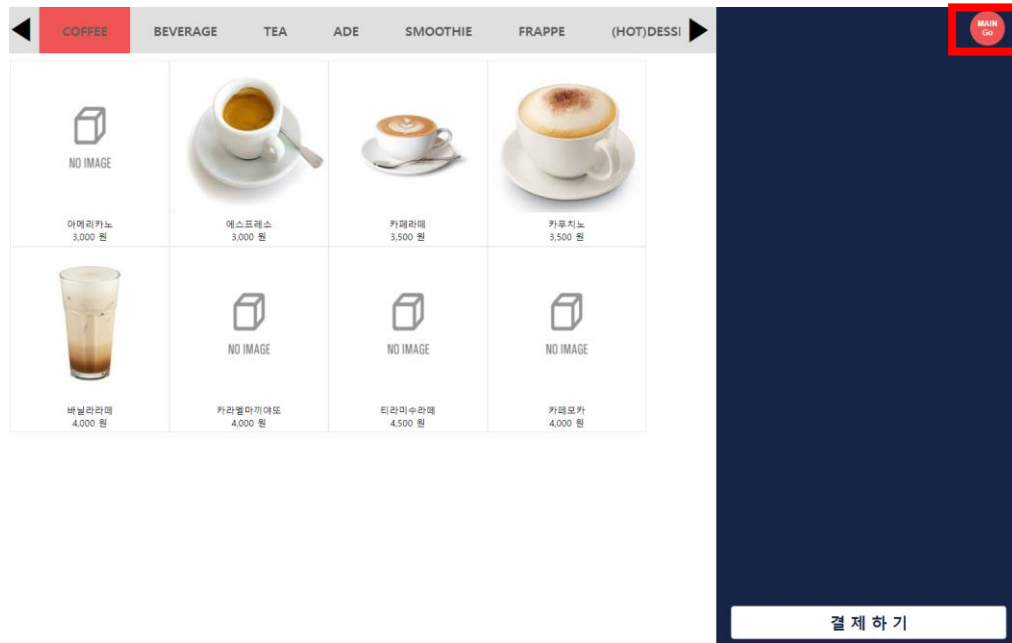 COFFEE BEVERAGE TEA ADE SMOOTHIE FRAPPE (HOT)DESSI
MAIN
Go
NO IMAGE
아메리카노 에스프레소 카페라떼 카푸치노
3,000 원 3,000 원 3,500 원 3,500 원
NO IMAGE NO IMAGE NO IMAGE
바닐라라떼 카라멜마끼야또 티라미수라떼 카페모카
4,000 원 4,000 원 4,500 원 4,000 원
결 제 하 기